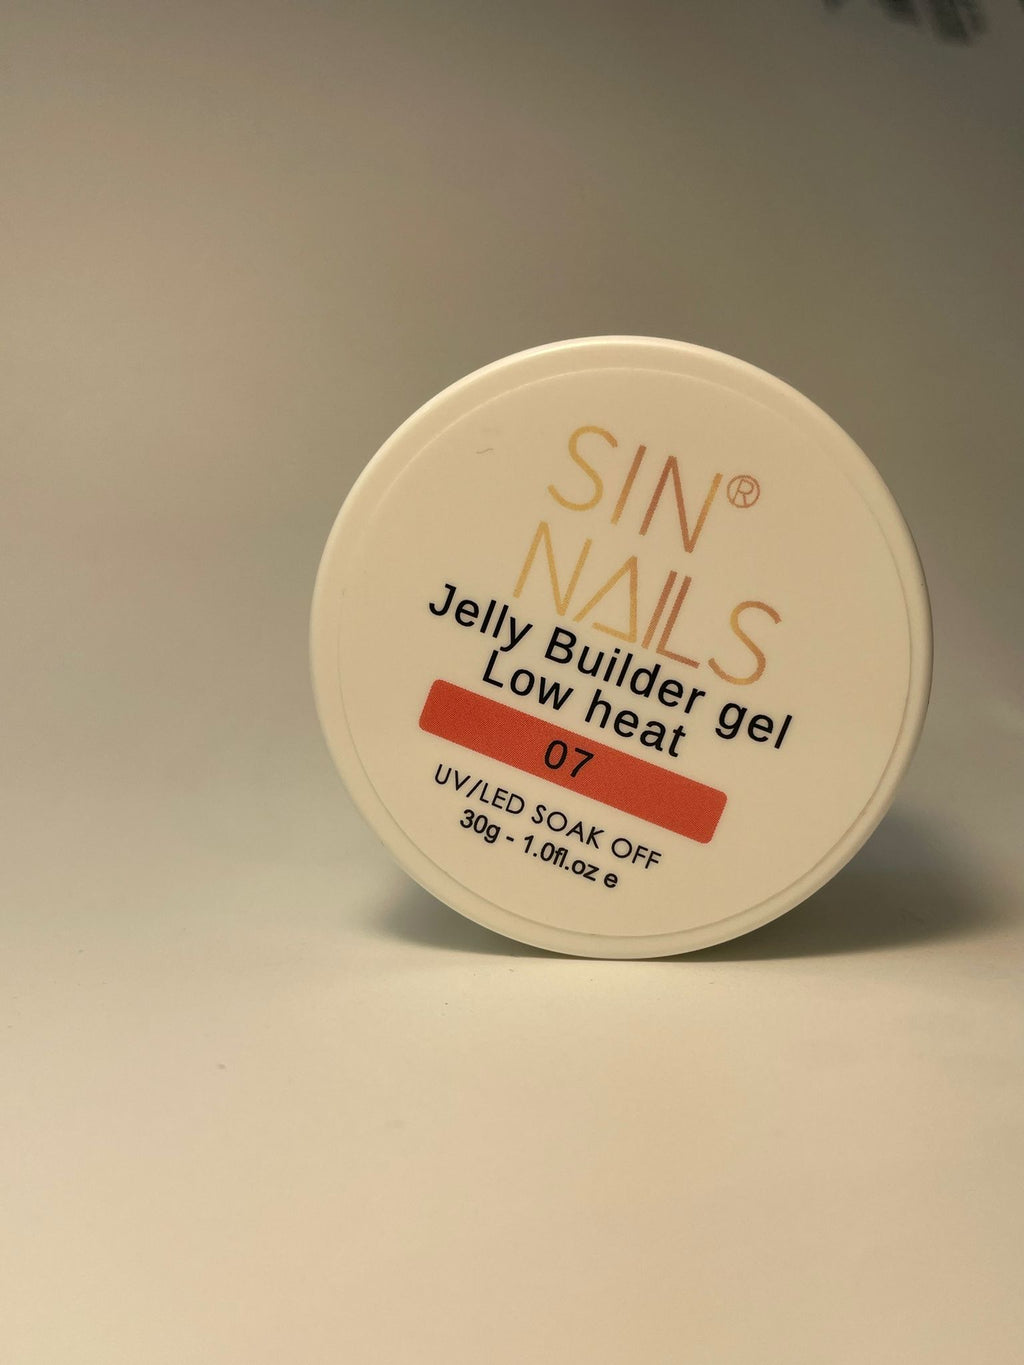 SIN®
NAILS
Jelly Builder gel
Low heat
07
UV/LED SOAK OFF
30g - 1.0fl.oz e